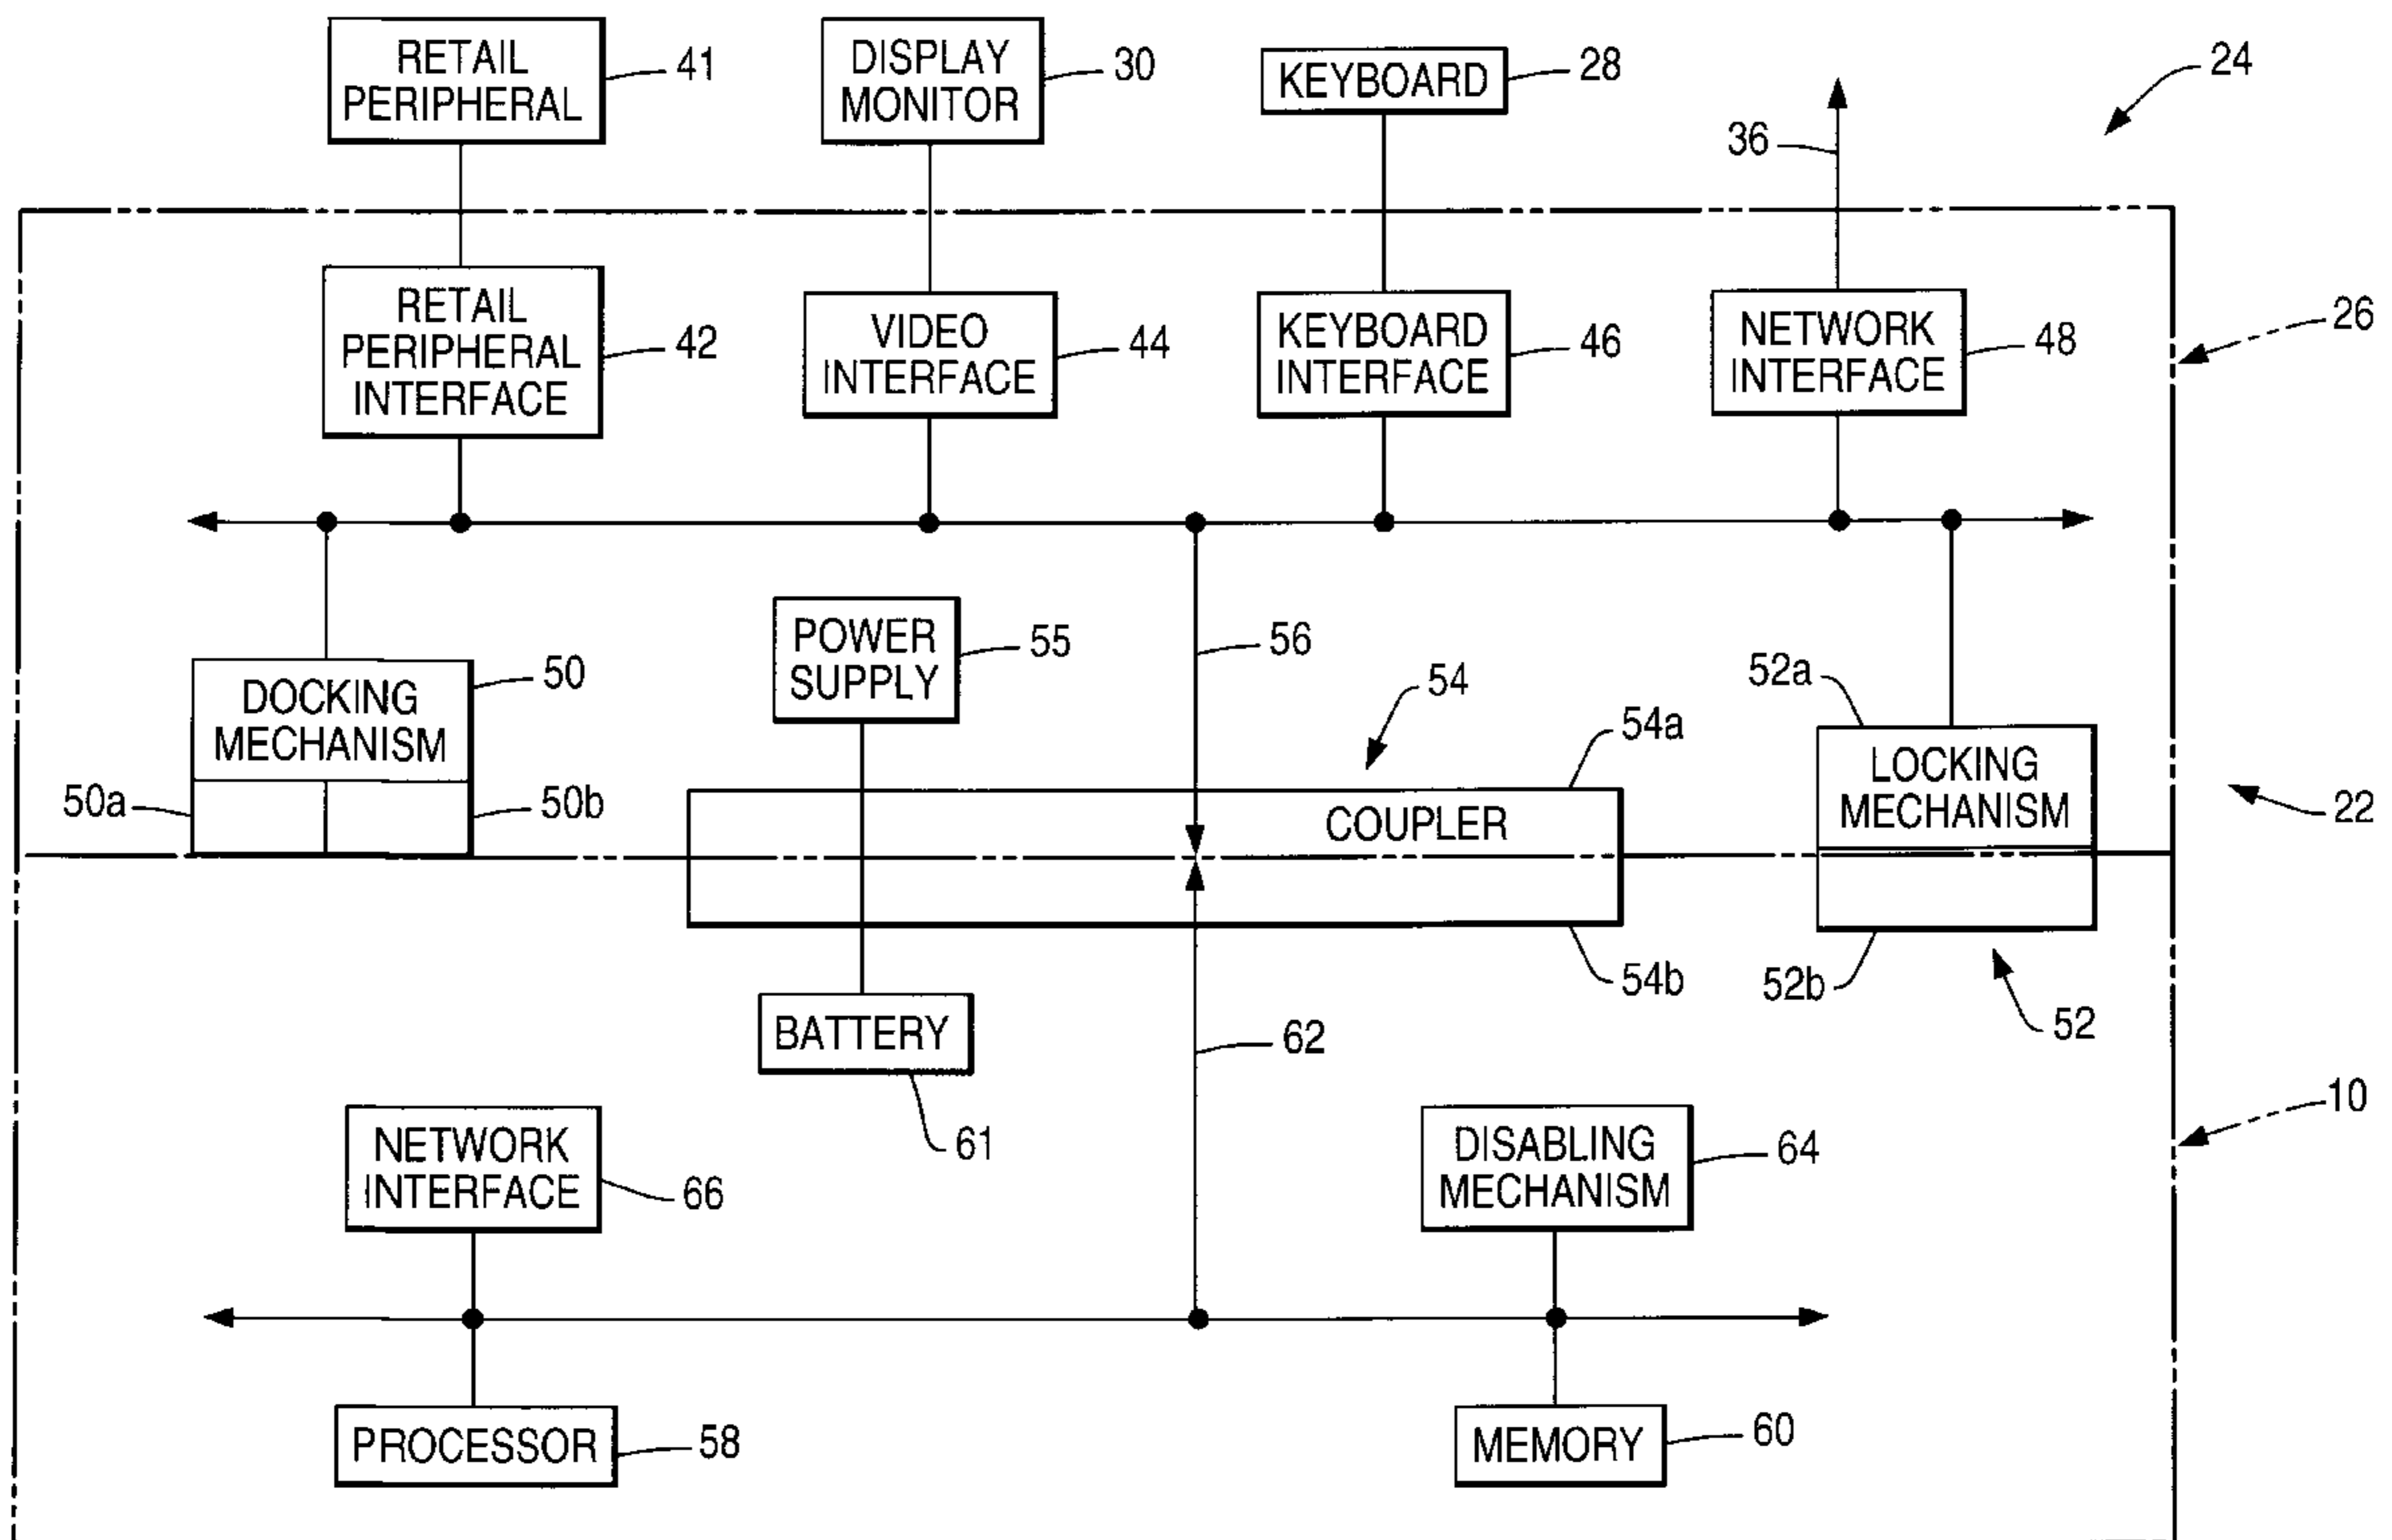 RETAIL
PERIPHERAL
41
DISPLAY
MONITOR
30
KEYBOARD
28
36
24
RETAIL
PERIPHERAL
INTERFACE
42
VIDEO
INTERFACE
44
KEYBOARD
INTERFACE
46
NETWORK
INTERFACE
48
26
DOCKING
MECHANISM
50
50a
50b
POWER
SUPPLY
55
56
54
54a
COUPLER
54b
52a
LOCKING
MECHANISM
52b
52
22
BATTERY
61
62
10
NETWORK
INTERFACE
66
DISABLING
MECHANISM
64
PROCESSOR
58
MEMORY
60